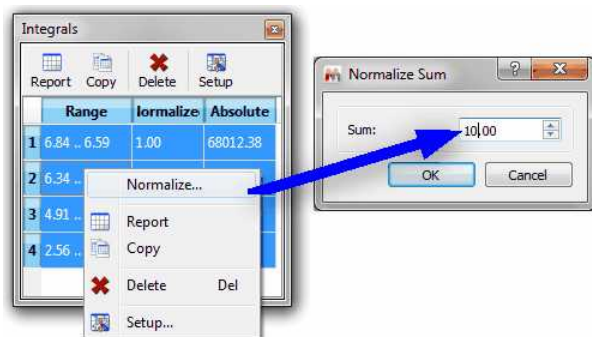 Integrals
Report Copy Delete Setup
Range lormalize Absolute
1 6.84 .. 6.59 1.00 68012.38
2 6.34 ..
3 4.91 ..
4 2.56 ..
Normalize...
Report
Copy
Delete Del
Setup...
Normalize Sum
Sum: 10.00
OK Cancel